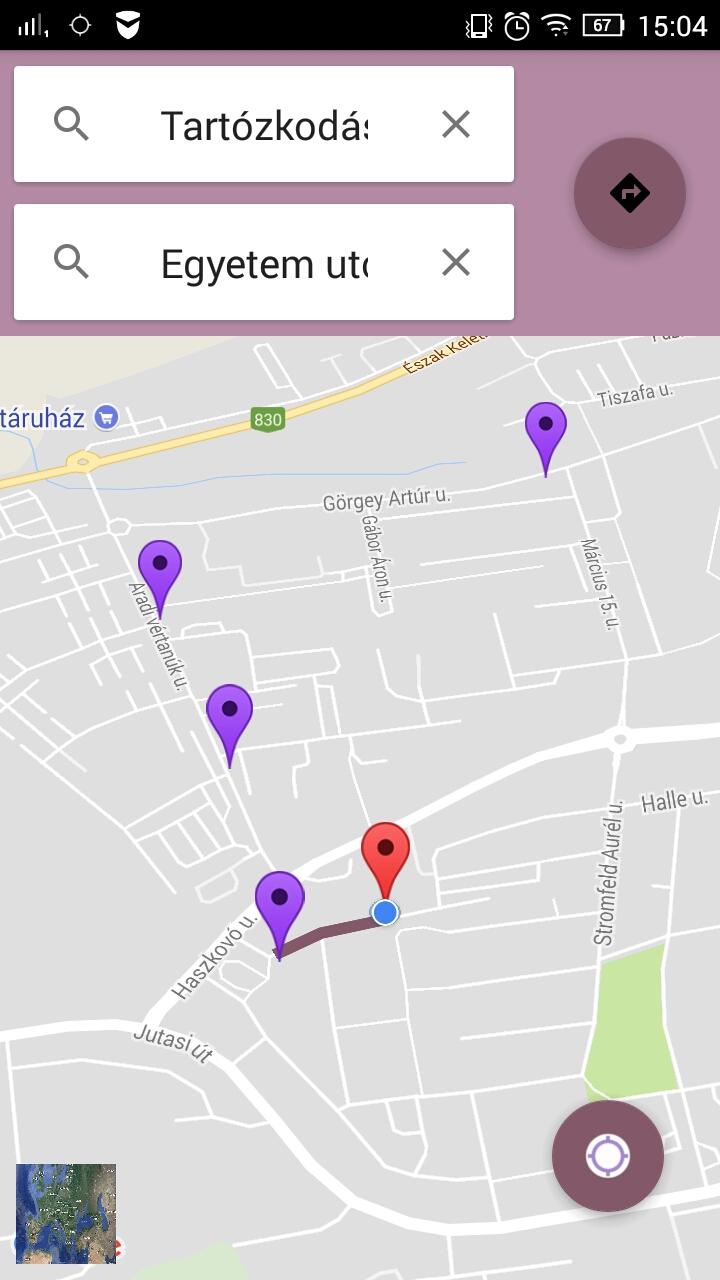 67 15:04
Tartózkodás
Egyetem uto
Észak Keleti
Tiszafa u.
táruház
830
Görgey Artúr u.
Gábor Áron u.
Március 15. u.
Aradi vértanúk u.
Halle u.
Stromfeld Aurél u.
Haszkovó u.
Jutasi út